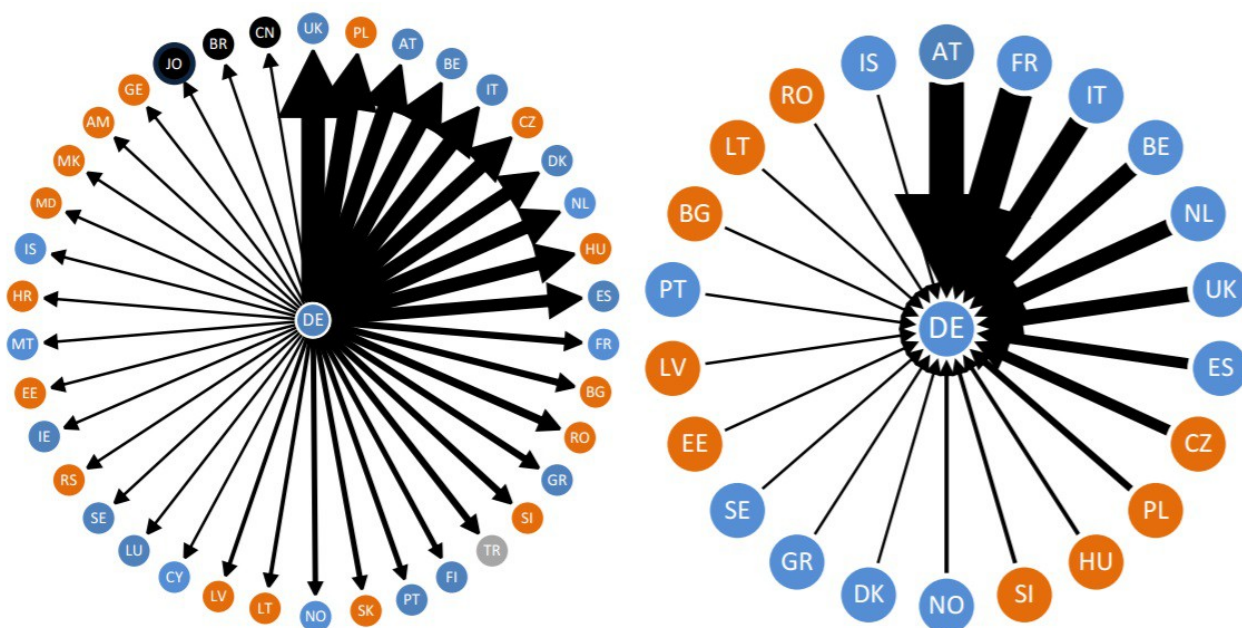 UK
PL
AT
BE
IT
CZ
DK
NL
HU
ES
FR
BG
RO
GR
SI
TR
FI
PT
SK
NO
LT
LV
CY
LU
SE
RS
IE
EE
MT
HR
IS
MD
MK
AM
GE
JO
BR
CN
DE
AT
FR
IT
BE
NL
UK
ES
CZ
PL
HU
SI
NO
DK
GR
SE
EE
LV
PT
BG
LT
RO
IS
DE